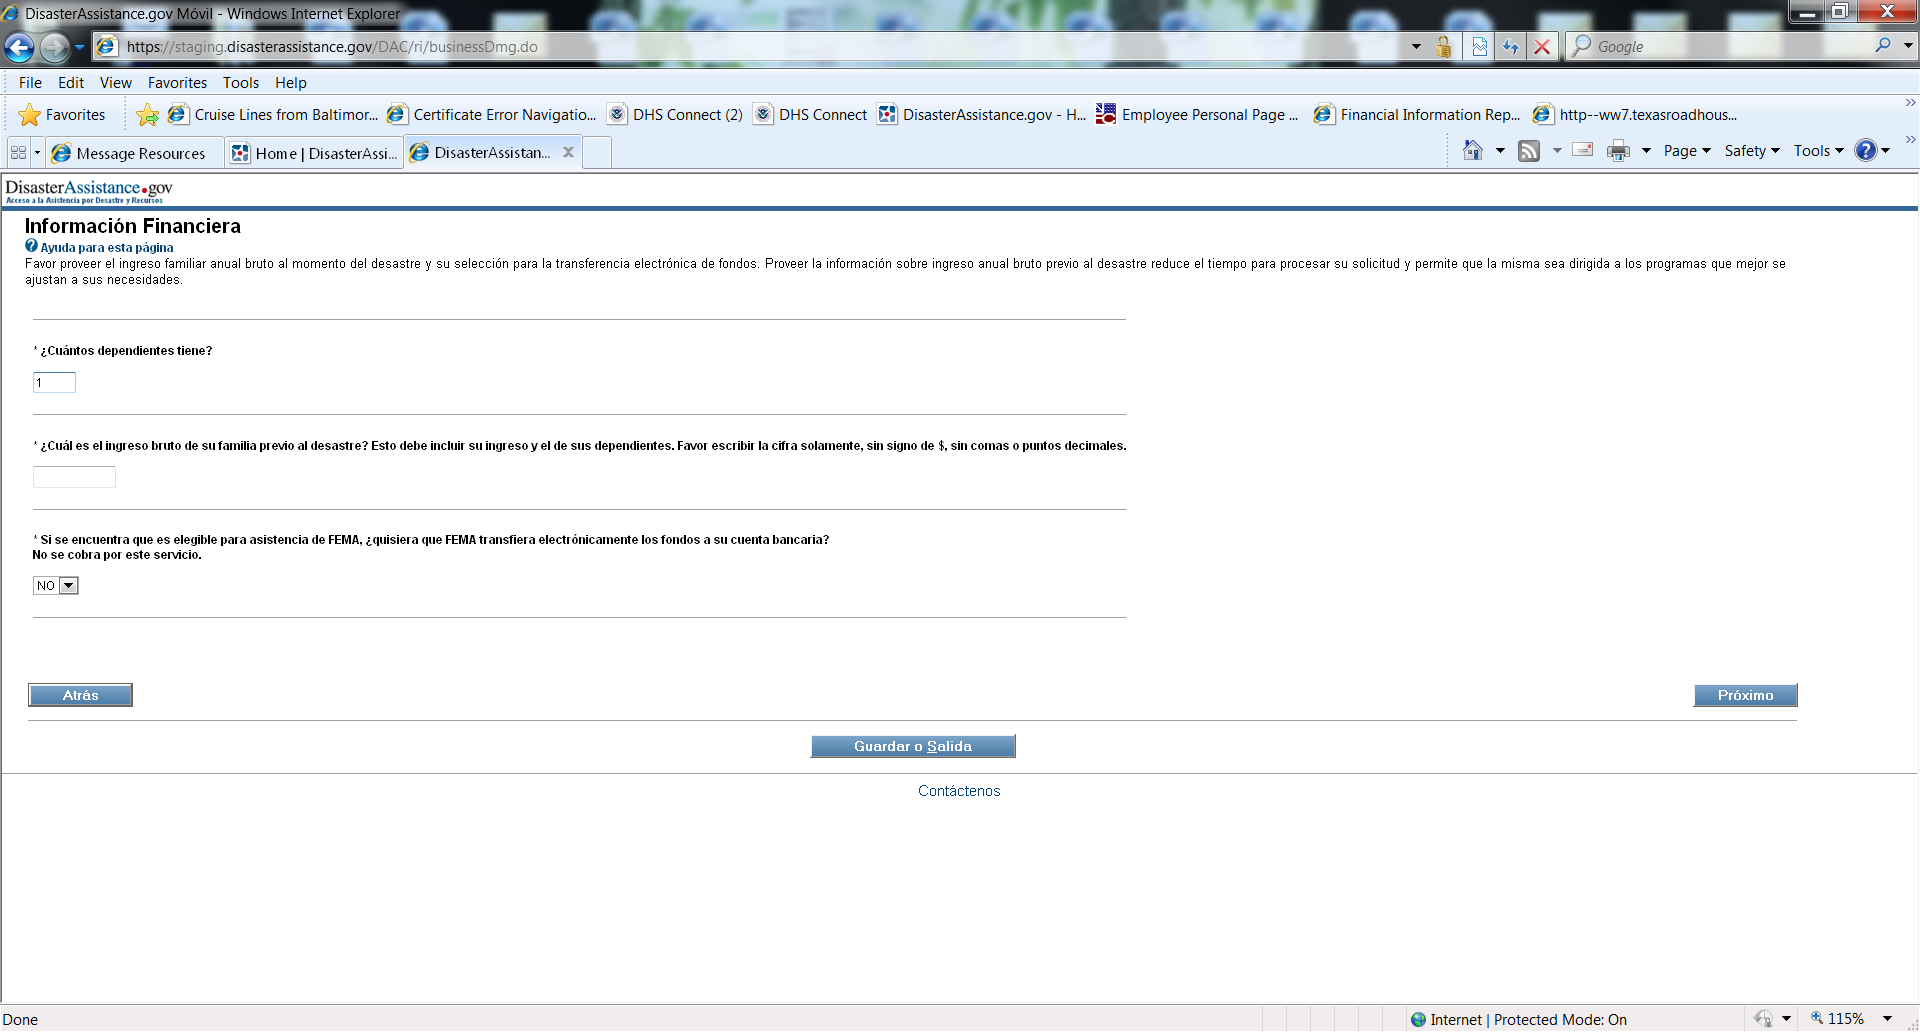 DisasterAssistance.gov Móvil - Windows Internet Explorer
https://staging.disasterassistance.gov/DAC/ri/businessDmg.do
Google
File Edit View Favorites Tools Help
Favorites Cruise Lines from Baltimor... Certificate Error Navigatio... DHS Connect (2) DHS Connect DisasterAssistance.gov - H... Employee Personal Page ... Financial Information Rep... http--ww7.texasroadhous...
Message Resources Home | DisasterAssi... DisasterAssistan... Page Safety Tools
DisasterAssistance.gov
Acceso a la Asistencia por Desastre y Recursos
Información Financiera
Ayuda para esta página
Favor proveer el ingreso familiar anual bruto al momento del desastre y su selección para la transferencia electrónica de fondos. Proveer la información sobre ingreso anual bruto previo al desastre reduce el tiempo para procesar su solicitud y permite que la misma sea dirigida a los programas que mejor se
ajustan a sus necesidades.
* ¿Cuántos dependientes tiene?
1
* ¿Cuál es el ingreso bruto de su familia previo al desastre? Esto debe incluir su ingreso y el de sus dependientes. Favor escribir la cifra solamente, sin signo de $, sin comas o puntos decimales.
* Si se encuentra que es elegible para asistencia de FEMA, ¿quisiera que FEMA transfiera electrónicamente los fondos a su cuenta bancaria?
No se cobra por este servicio.
NO
Atrás Próximo
Guardar o Salida
Contáctenos
Done Internet | Protected Mode: On 115%